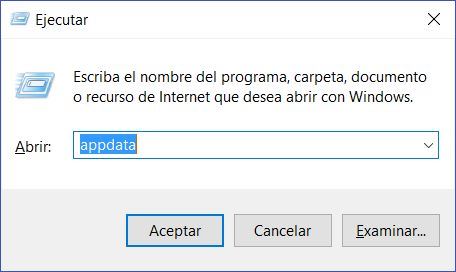 Ejecutar
Escriba el nombre del programa, carpeta, documento
o recurso de Internet que desea abrir con Windows.
Abrir: appdata
Aceptar Cancelar Examinar...